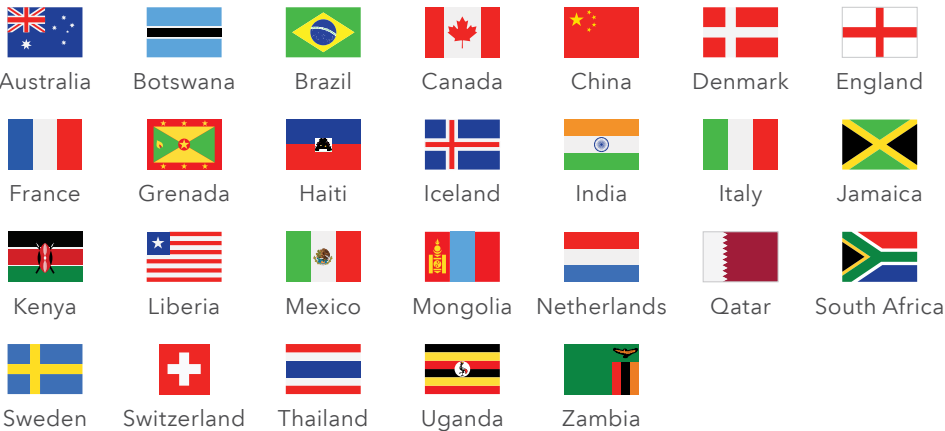 Australia Botswana Brazil Canada China Denmark England
France Grenada Haiti Iceland India Italy Jamaica
Kenya Liberia Mexico Mongolia Netherlands Qatar South Africa
Sweden Switzerland Thailand Uganda Zambia